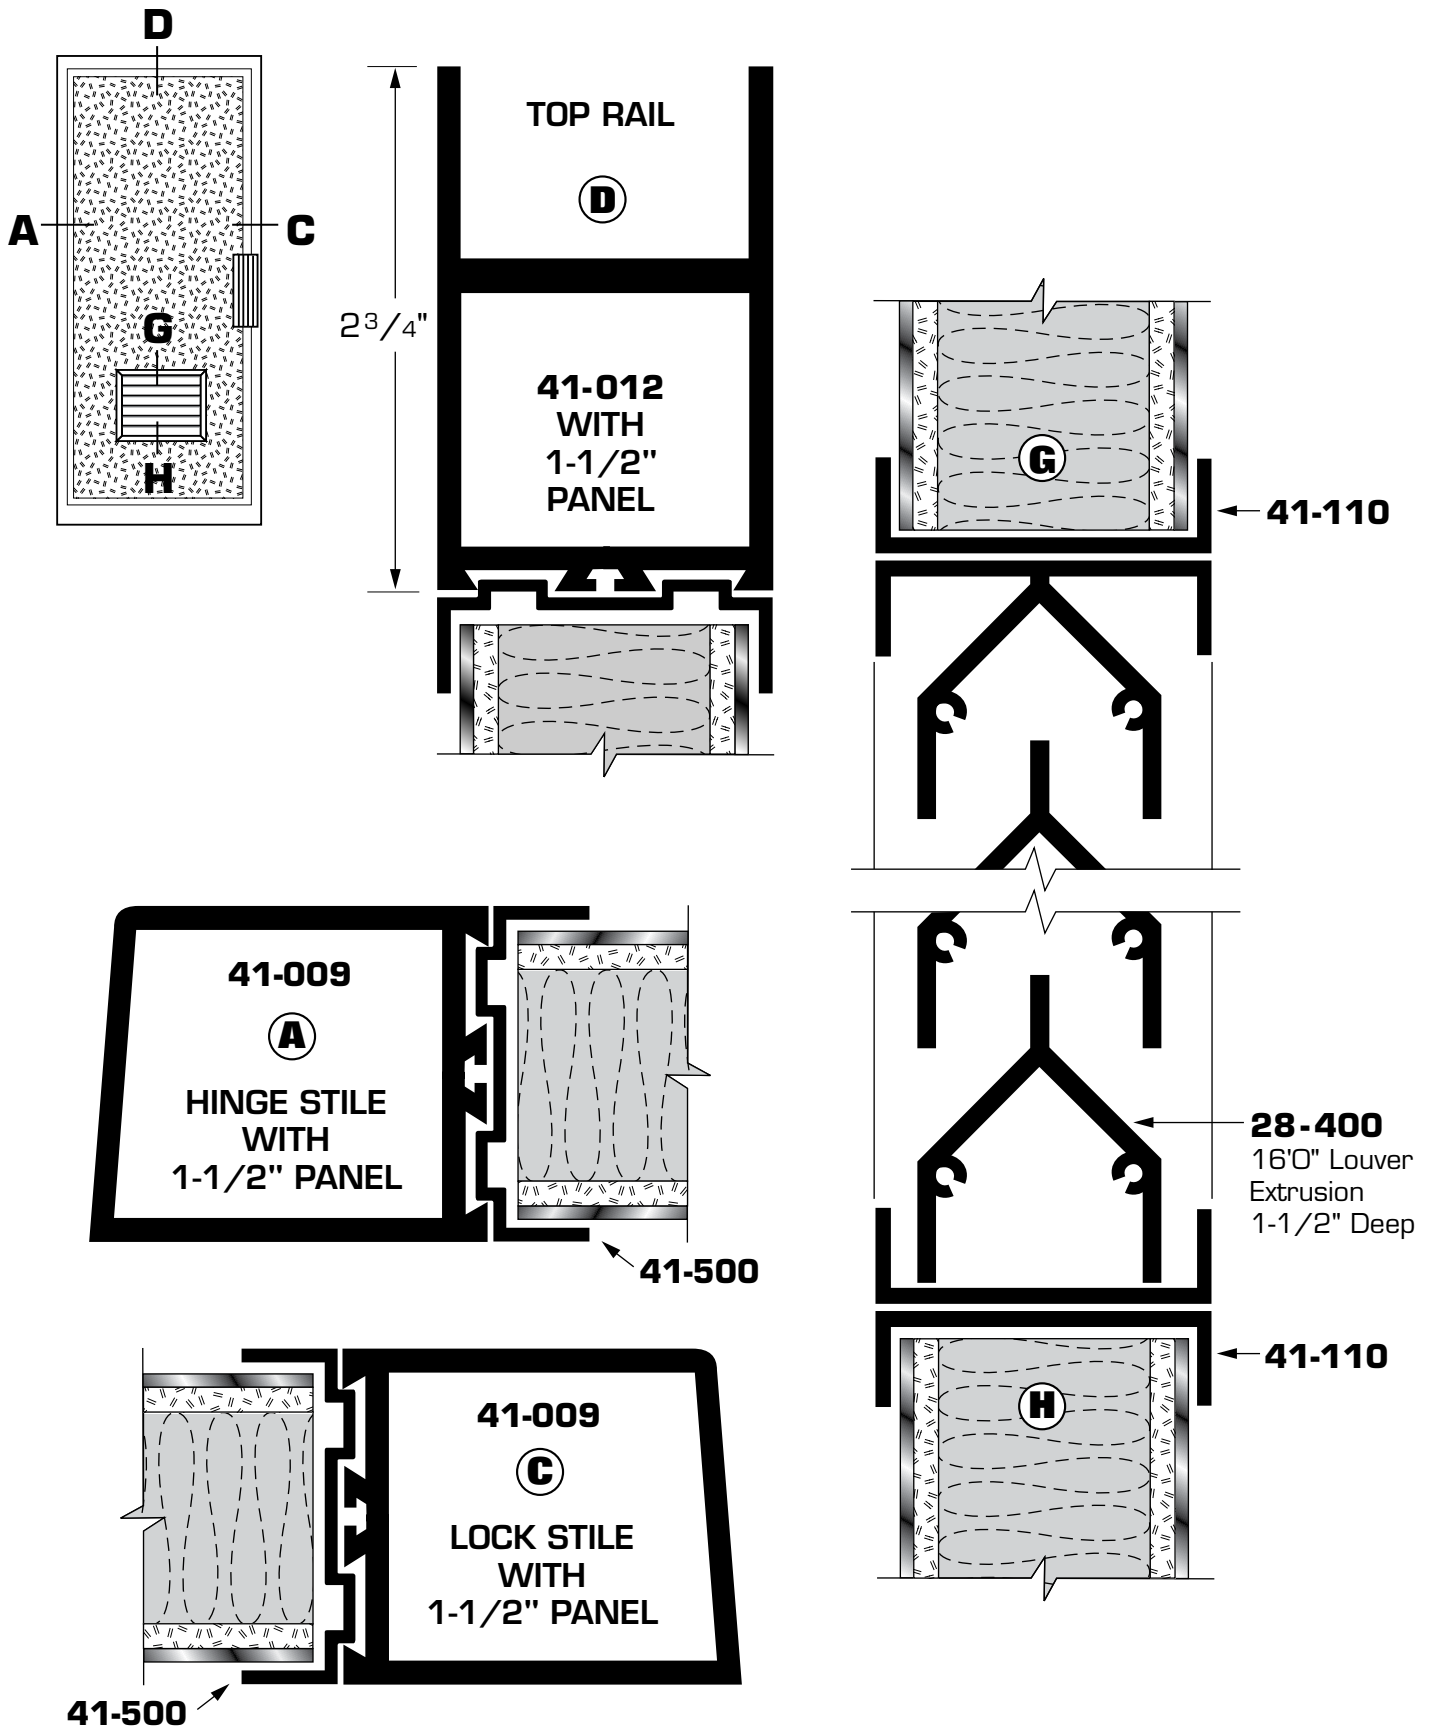 D
A
C
G
H
TOP RAIL
D
2 3/4"
41-012
WITH
1-1/2"
PANEL
G
41-110
41-009
A
HINGE STILE
WITH
1-1/2" PANEL
41-500
28-400
16'0" Louver
Extrusion
1-1/2" Deep
41-110
H
41-009
C
LOCK STILE
WITH
1-1/2" PANEL
41-500